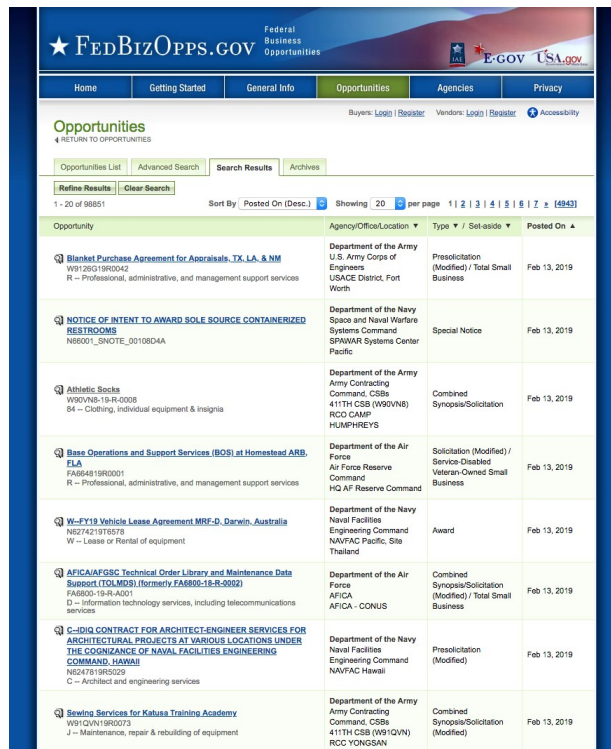 ★ FEDBIZOPPS.GOV
Federal
Business
Opportunities
IAE
E-GOV
USA.gov
Home
Getting Started
General Info
Opportunities
Agencies
Privacy
Buyers: Login | Register Vendors: Login | Register Accessibility
Opportunities
RETURN TO OPPORTUNITIES
Opportunities List
Advanced Search
Search Results
Archives
Refine Results
Clear Search
1 - 20 of 98851
Sort By Posted On (Desc.)
Showing 20 per page 1 | 2 | 3 | 4 | 5 | 6 | 7 » [4943]
Opportunity
Agency/Office/Location ▼
Type ▼ / Set-aside ▼
Posted On ▲
Blanket Purchase Agreement for Appraisals, TX, LA, & NM
W9126G19R0042
R -- Professional, administrative, and management support services
Department of the Army
U.S. Army Corps of
Engineers
USACE District, Fort
Worth
Presolicitation
(Modified) / Total Small
Business
Feb 13, 2019
NOTICE OF INTENT TO AWARD SOLE SOURCE CONTAINERIZED
RESTROOMS
N66001_SNOTE_00108D4A
Department of the Navy
Space and Naval Warfare
Systems Command
SPAWAR Systems Center
Pacific
Special Notice
Feb 13, 2019
Athletic Socks
W90VN8-19-R-0008
84 -- Clothing, individual equipment & insignia
Department of the Army
Army Contracting
Command, CSBs
411TH CSB (W90VN8)
RCO CAMP
HUMPHREYS
Combined
Synopsis/Solicitation
Feb 13, 2019
Base Operations and Support Services (BOS) at Homestead ARB,
FLA
FA664819R0001
R -- Professional, administrative, and management support services
Department of the Air
Force
Air Force Reserve
Command
HQ AF Reserve Command
Solicitation (Modified) /
Service-Disabled
Veteran-Owned Small
Business
Feb 13, 2019
W--FY19 Vehicle Lease Agreement MRF-D, Darwin, Australia
N6274219T6578
W -- Lease or Rental of equipment
Department of the Navy
Naval Facilities
Engineering Command
NAVFAC Pacific, Site
Thailand
Award
Feb 13, 2019
AFICA/AFGSC Technical Order Library and Maintenance Data
Support (TOLMDS) (formerly FA6800-18-R-0002)
FA6800-19-R-A001
D -- Information technology services, including telecommunications
services
Department of the Air
Force
AFICA
AFICA - CONUS
Combined
Synopsis/Solicitation
(Modified) / Total Small
Business
Feb 13, 2019
C--IDIQ CONTRACT FOR ARCHITECT-ENGINEER SERVICES FOR
ARCHITECTURAL PROJECTS AT VARIOUS LOCATIONS UNDER
THE COGNIZANCE OF NAVAL FACILITIES ENGINEERING
COMMAND, HAWAII
N6247819R5029
C -- Architect and engineering services
Department of the Navy
Naval Facilities
Engineering Command
NAVFAC Hawaii
Presolicitation
(Modified)
Feb 13, 2019
Sewing Services for Katusa Training Academy
W91QVN19R0073
J -- Maintenance, repair & rebuilding of equipment
Department of the Army
Army Contracting
Command, CSBs
411TH CSB (W91QVN)
RCC YONGSAN
Combined
Synopsis/Solicitation
(Modified)
Feb 13, 2019